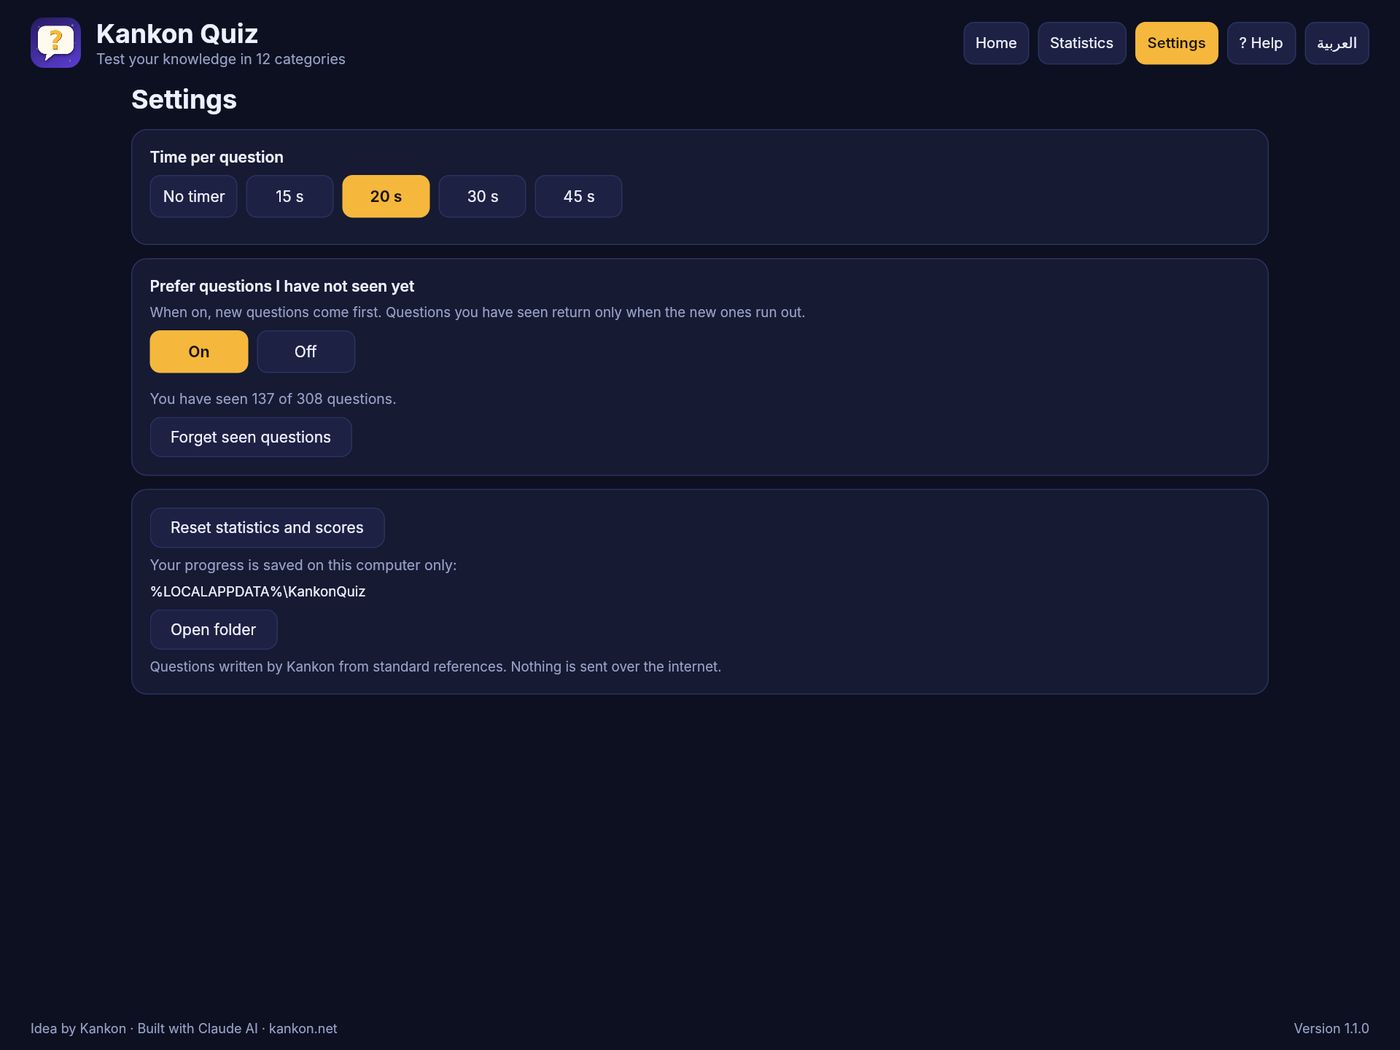 Kankon Quiz
Test your knowledge in 12 categories
Home
Statistics
Settings
? Help
العربية
Settings
Time per question
No timer
15 s
20 s
30 s
45 s
Prefer questions I have not seen yet
When on, new questions come first. Questions you have seen return only when the new ones run out.
On
Off
You have seen 137 of 308 questions.
Forget seen questions
Reset statistics and scores
Your progress is saved on this computer only:
%LOCALAPPDATA%\KankonQuiz
Open folder
Questions written by Kankon from standard references. Nothing is sent over the internet.
Idea by Kankon · Built with Claude AI · kankon.net
Version 1.1.0